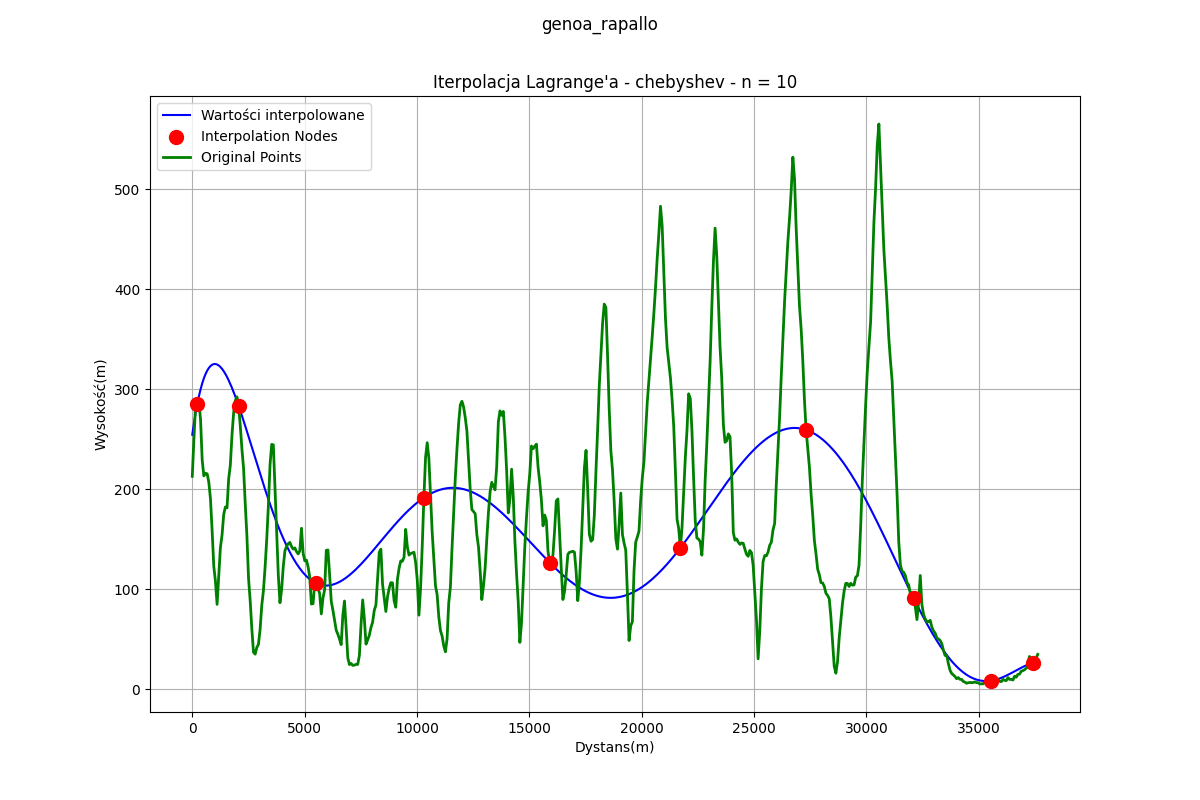 genoa_rapallo
Iterpolacja Lagrange'a - chebyshev - n = 10
Wartości interpolowane
Interpolation Nodes
Original Points
Wysokość(m)
500
400
300
200
100
0
0 5000 10000 15000 20000 25000 30000 35000
Dystans(m)